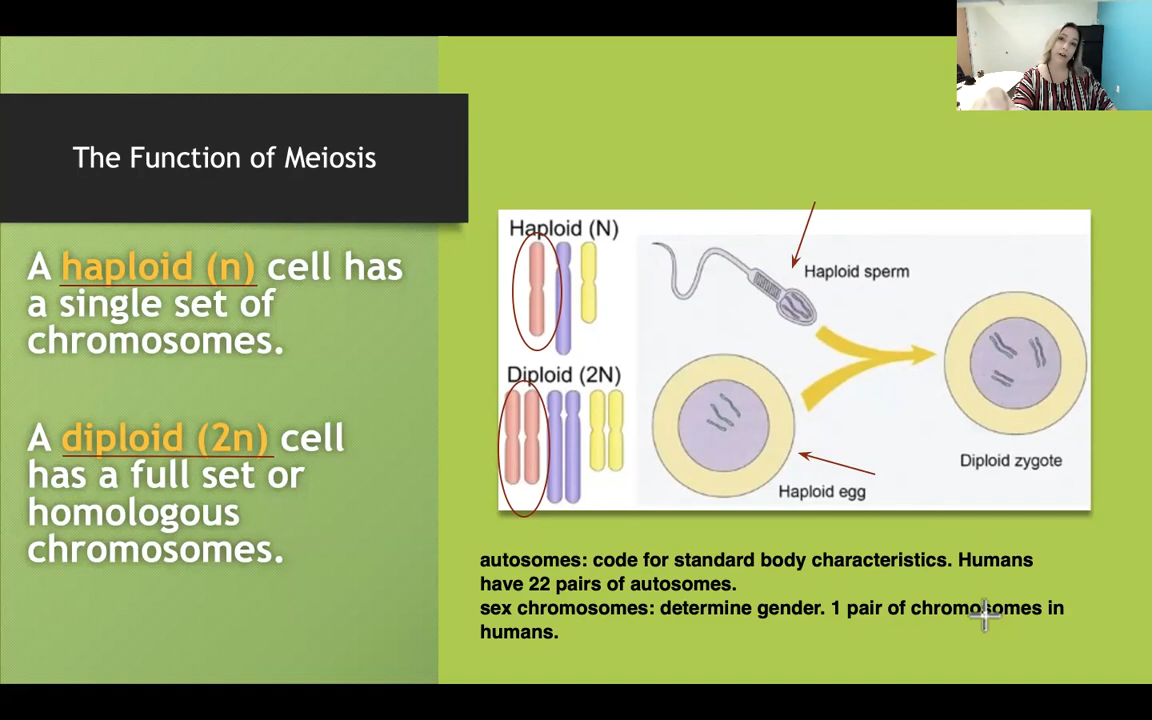 The Function of Meiosis
A haploid (n) cell has
a single set of
chromosomes.
A diploid (2n) cell
has a full set or
homologous
chromosomes.
Haploid (N)
Diploid (2N)
Haploid sperm
Haploid egg
Diploid zygote
autosomes: code for standard body characteristics. Humans
have 22 pairs of autosomes.
sex chromosomes: determine gender. 1 pair of chromosomes in
humans.